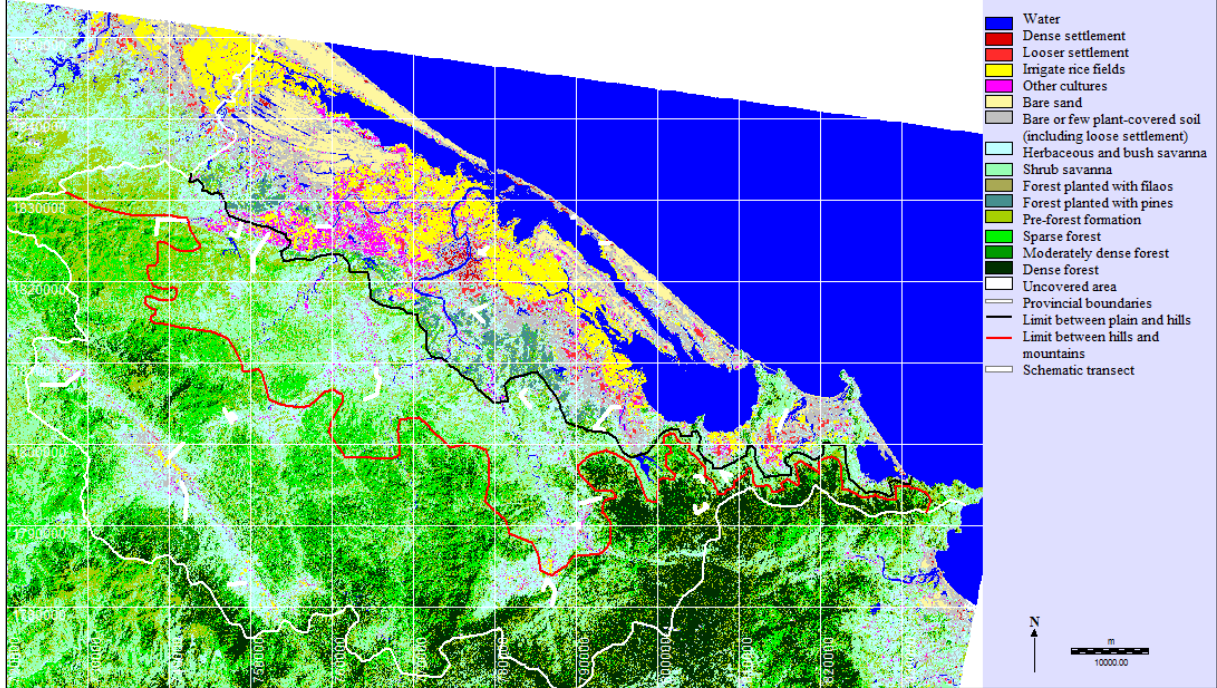 Water
Dense settlement
Looser settlement
Irrigate rice fields
Other cultures
Bare sand
Bare or few plant-covered soil
(including loose settlement)
Herbaceous and bush savanna
Shrub savanna
Forest planted with filaos
Forest planted with pines
Pre-forest formation
Sparse forest
Moderately dense forest
Dense forest
Uncovered area
Provincial boundaries
Limit between plain and hills
Limit between hills and
mountains
Schematic transect
1830000
1820000
1790000
N
m
10000.00